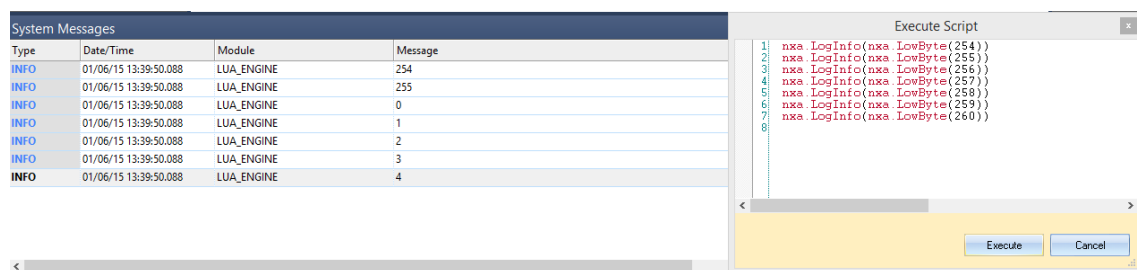 System Messages
Type Date/Time Module Message
INFO 01/06/15 13:39:50.088 LUA_ENGINE 254
INFO 01/06/15 13:39:50.088 LUA_ENGINE 255
INFO 01/06/15 13:39:50.088 LUA_ENGINE 0
INFO 01/06/15 13:39:50.088 LUA_ENGINE 1
INFO 01/06/15 13:39:50.088 LUA_ENGINE 2
INFO 01/06/15 13:39:50.088 LUA_ENGINE 3
INFO 01/06/15 13:39:50.088 LUA_ENGINE 4
Execute Script
x
1 nxa.LogInfo(nxa.LowByte(254))
2 nxa.LogInfo(nxa.LowByte(255))
3 nxa.LogInfo(nxa.LowByte(256))
4 nxa.LogInfo(nxa.LowByte(257))
5 nxa.LogInfo(nxa.LowByte(258))
6 nxa.LogInfo(nxa.LowByte(259))
7 nxa.LogInfo(nxa.LowByte(260))
8
Execute Cancel